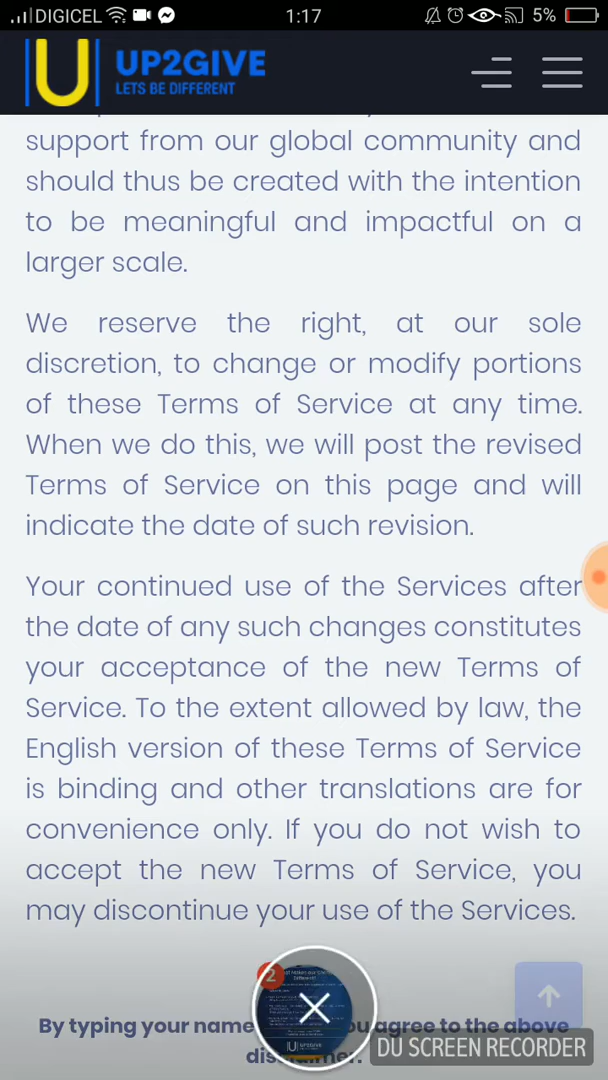 DIGICEL 1:17 5%
UP2GIVE
LETS BE DIFFERENT
support from our global community and
should thus be created with the intention
to be meaningful and impactful on a
larger scale.
We reserve the right, at our sole
discretion, to change or modify portions
of these Terms of Service at any time.
When we do this, we will post the revised
Terms of Service on this page and will
indicate the date of such revision.
Your continued use of the Services after
the date of any such changes constitutes
your acceptance of the new Terms of
Service. To the extent allowed by law, the
English version of these Terms of Service
is binding and other translations are for
convenience only. If you do not wish to
accept the new Terms of Service, you
may discontinue your use of the Services.
2
By typing your name agree to the above
DU SCREEN RECORDER
UP2GIVE